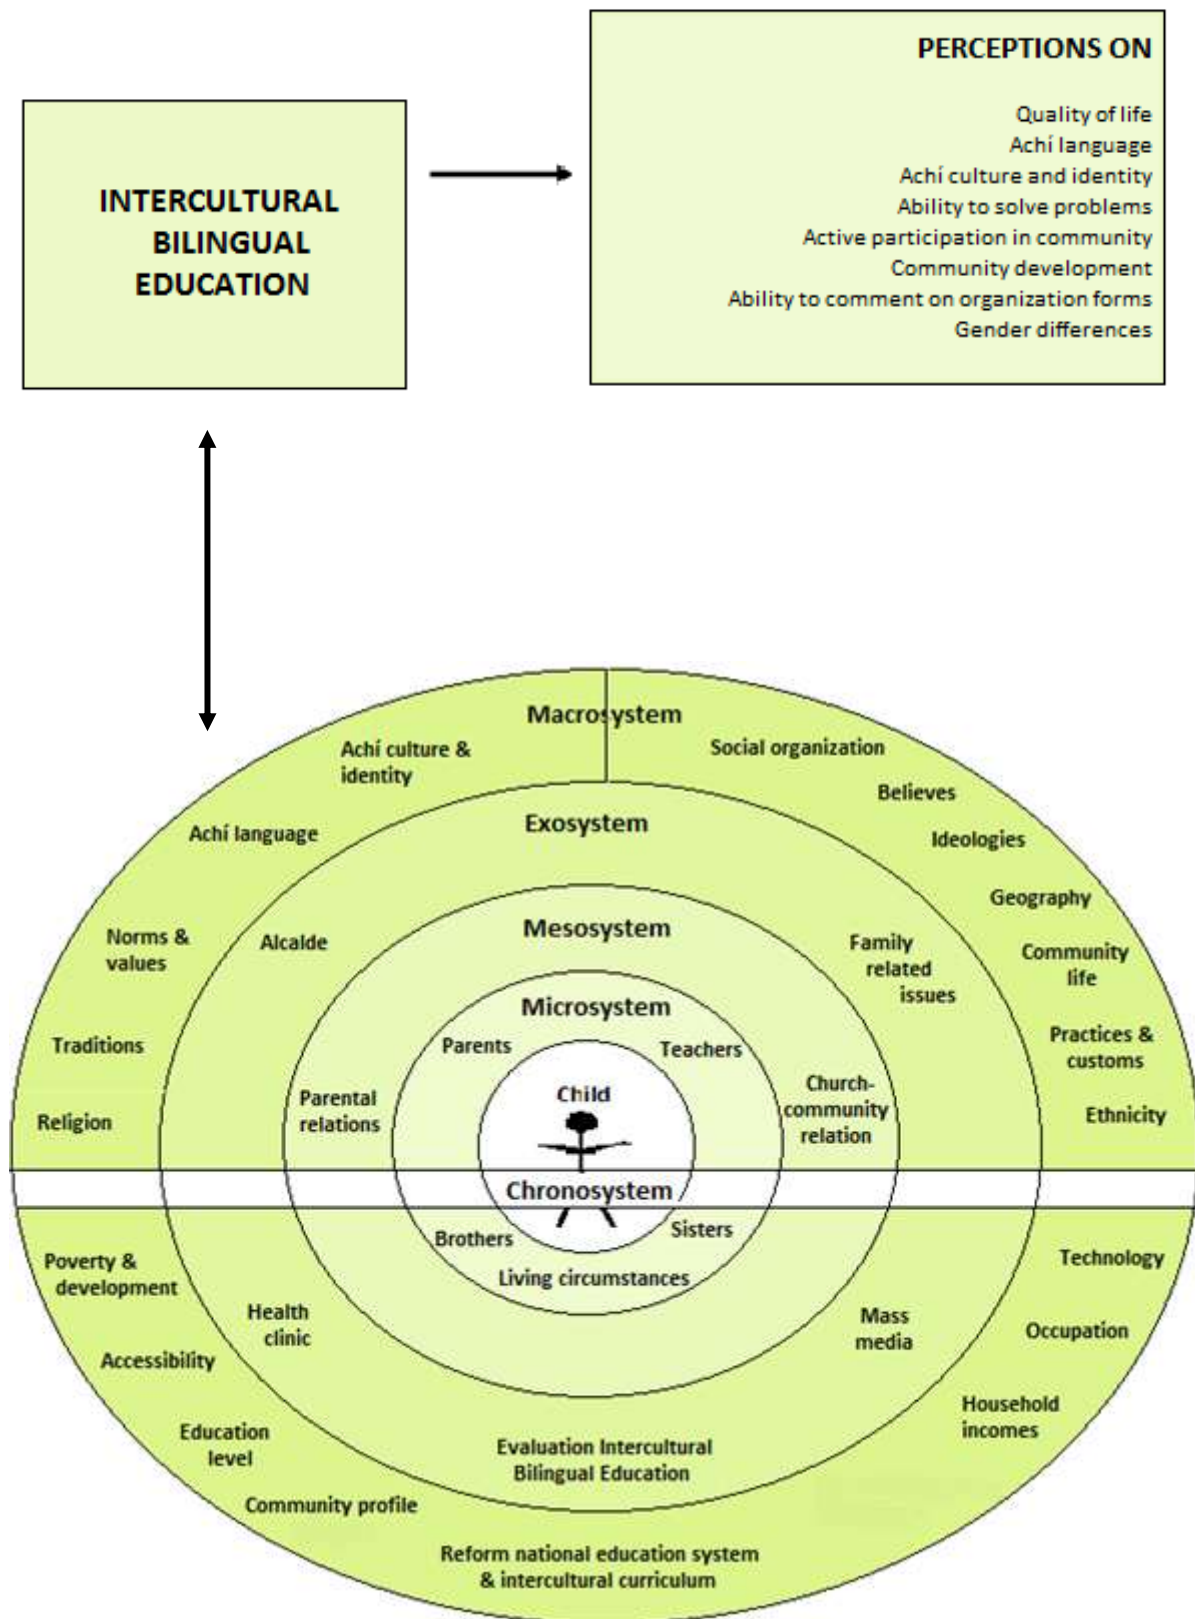 PERCEPTIONS ON
Quality of life
Achí language
Achí culture and identity
Ability to solve problems
Active participation in community
Community development
Ability to comment on organization forms
Gender differences
INTERCULTURAL
BILINGUAL
EDUCATION
Macrosystem
Achí culture &
identity
Social organization
Believes
Ideologies
Achí language
Exosystem
Geography
Norms &
values
Alcalde
Mesosystem
Family
related
issues
Community
life
Microsystem
Traditions
Parents
Teachers
Practices &
customs
Religion
Parental
relations
Child
Church-
community
relation
Ethnicity
Chronosystem
Brothers
Sisters
Living circumstances
Poverty &
development
Technology
Health
clinic
Mass
media
Occupation
Accessibility
Household
incomes
Education
level
Evaluation Intercultural
Bilingual Education
Community profile
Reform national education system
& intercultural curriculum